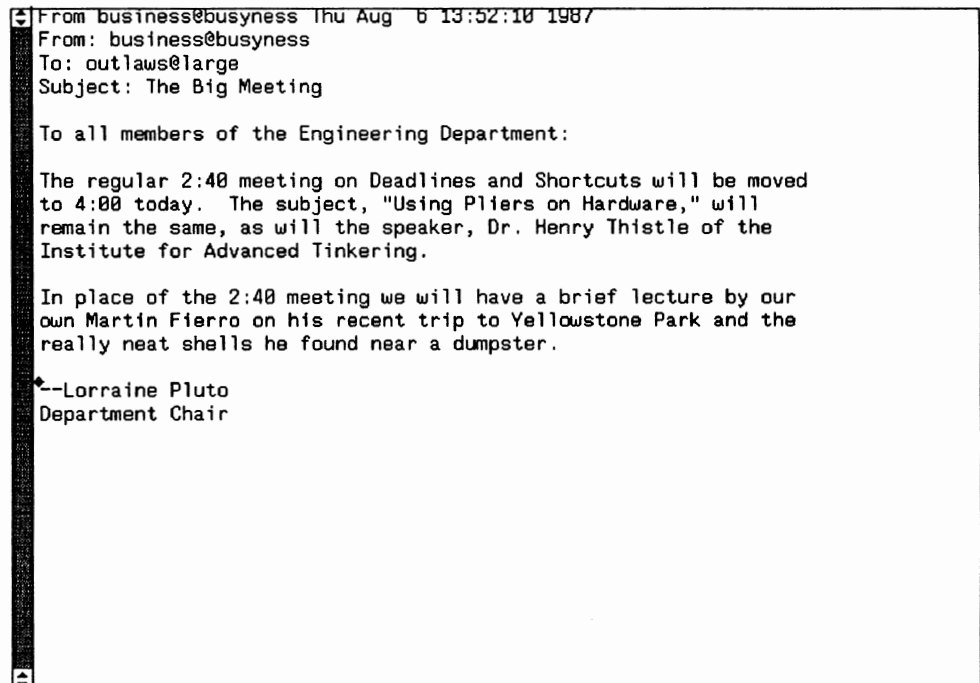 From business@busyness Thu Aug  6 13:52:10 1987
From: business@busyness
To: outlaws@large
Subject: The Big Meeting

To all members of the Engineering Department:

The regular 2:40 meeting on Deadlines and Shortcuts will be moved
to 4:00 today.  The subject, "Using Pliers on Hardware," will
remain the same, as will the speaker, Dr. Henry Thistle of the
Institute for Advanced Tinkering.

In place of the 2:40 meeting we will have a brief lecture by our
own Martin Fierro on his recent trip to Yellowstone Park and the
really neat shells he found near a dumpster.

--Lorraine Pluto
Department Chair